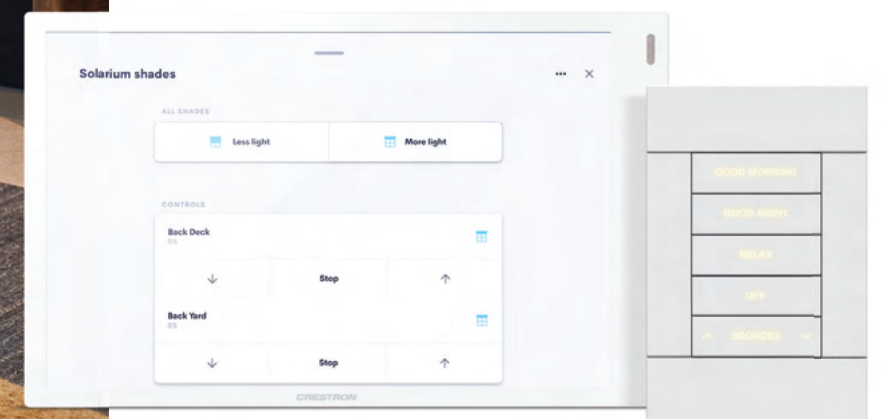 Solarium shades
ALL SHADES
Less light
More light
CONTROLS
Back Deck
0%
Stop
Back Yard
0%
Stop
CRESTRON
GOOD MORNING
GOOD NIGHT
RELAX
OFF
SCONCES